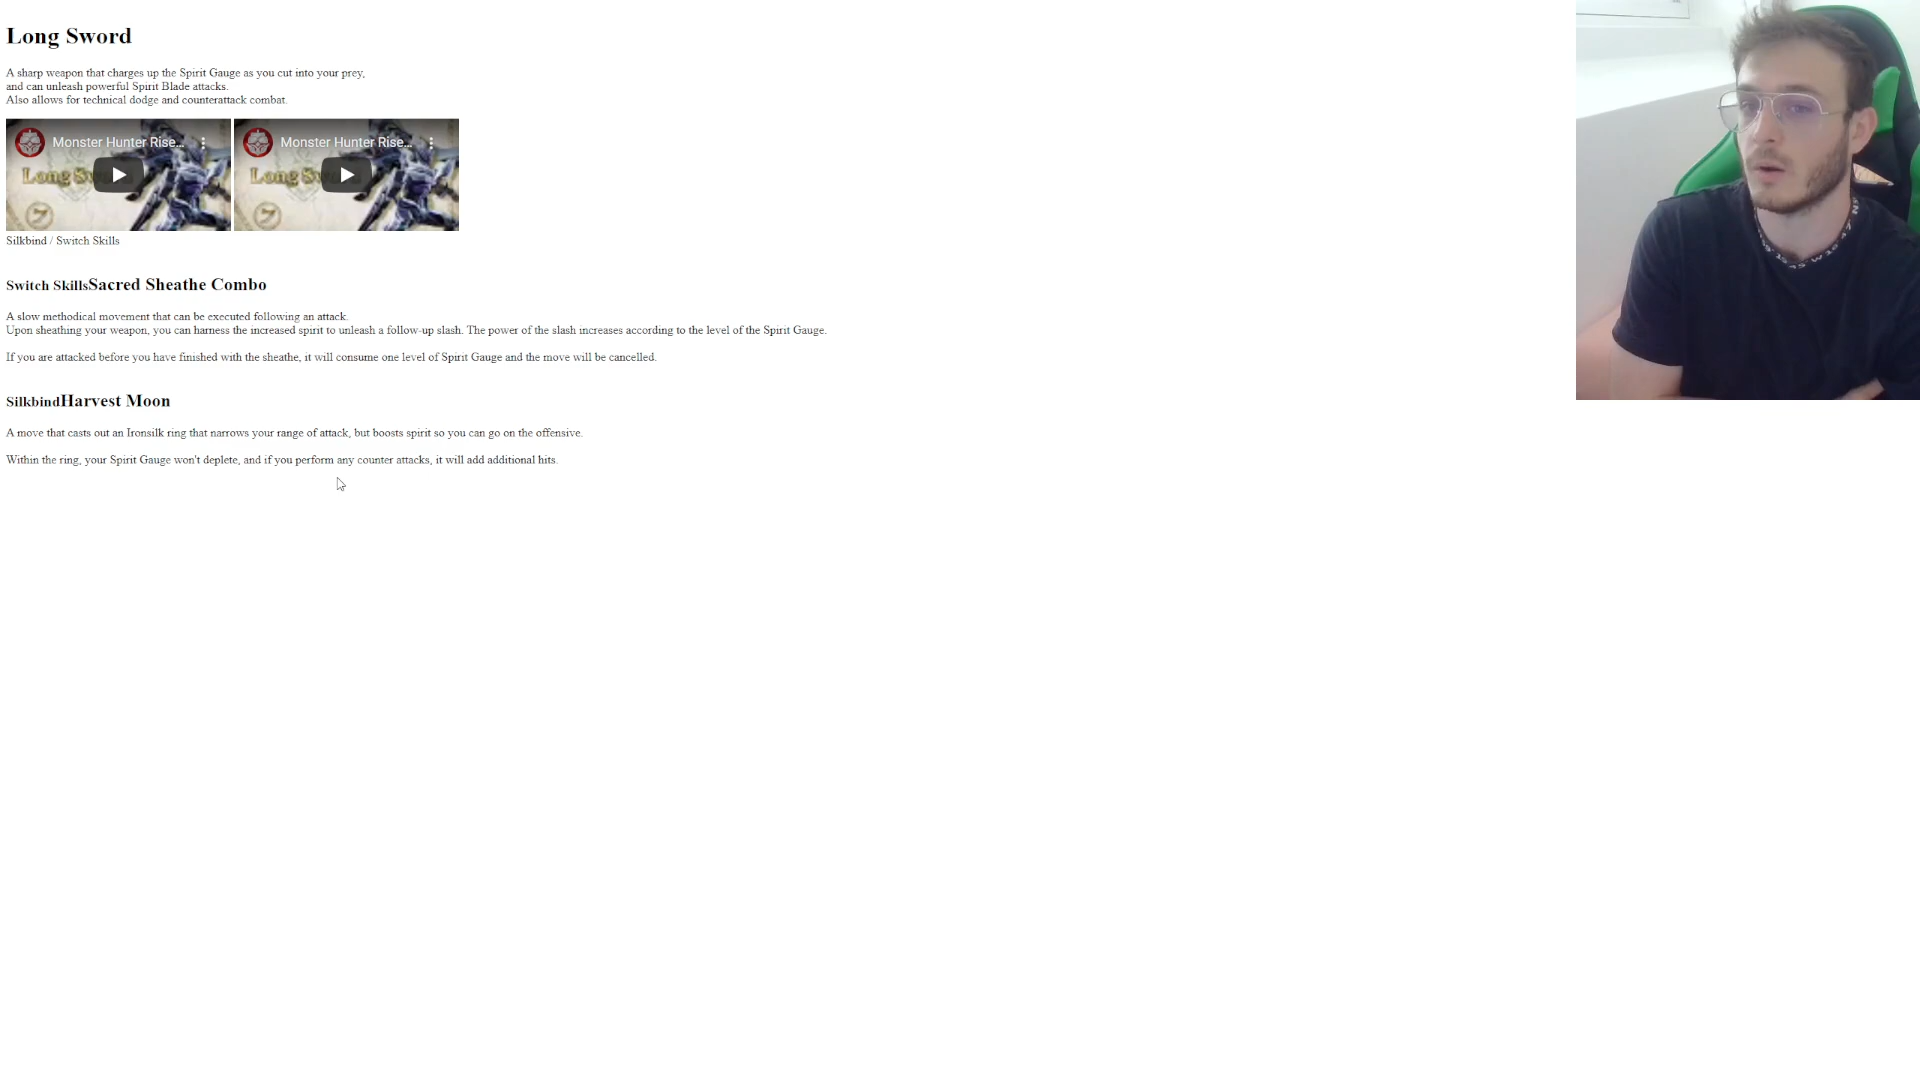 Long Sword
A sharp weapon that charges up the Spirit Gauge as you cut into your prey,
and can unleash powerful Spirit Blade attacks.
Also allows for technical dodge and counterattack combat.
Monster Hunter Rise...
Long S
Monster Hunter Rise...
Long S
Silkbind / Switch Skills
Switch SkillsSacred Sheathe Combo
A slow methodical movement that can be executed following an attack.
Upon sheathing your weapon, you can harness the increased spirit to unleash a follow-up slash. The power of the slash increases according to the level of the Spirit Gauge.
If you are attacked before you have finished with the sheathe, it will consume one level of Spirit Gauge and the move will be cancelled.
SilkbindHarvest Moon
A move that casts out an Ironsilk ring that narrows your range of attack, but boosts spirit so you can go on the offensive.
Within the ring, your Spirit Gauge won't deplete, and if you perform any counter attacks, it will add additional hits.